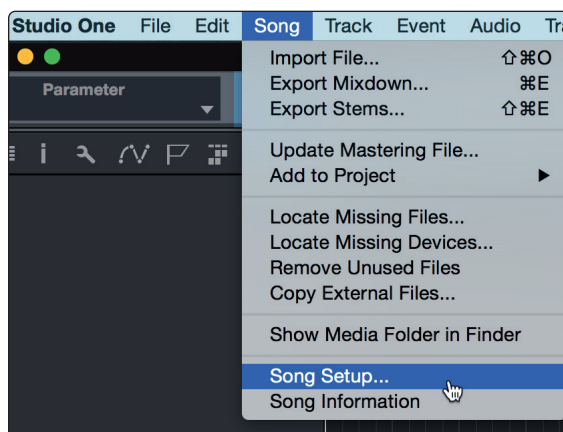 Studio One File Edit Song Track Event Audio
Parameter
Import File... ⇧⌘O
Export Mixdown... ⌘E
Export Stems... ⇧⌘E
Update Mastering File...
Add to Project
Locate Missing Files...
Locate Missing Devices...
Remove Unused Files
Copy External Files...
Show Media Folder in Finder
Song Setup...
Song Information